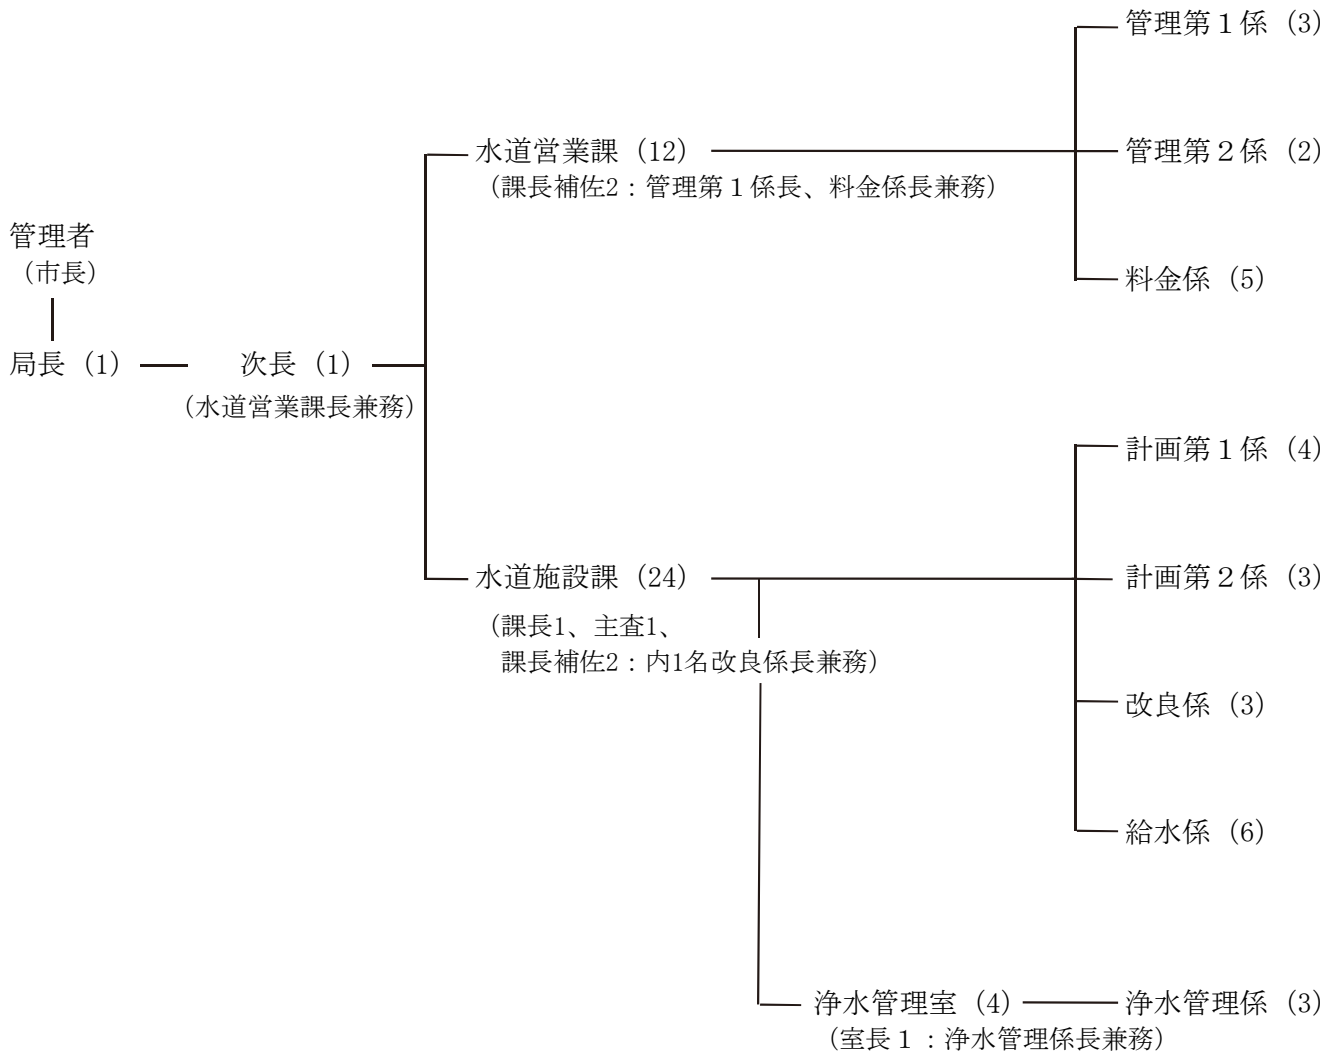 管理者
（市長）
局長（1）
次長（1）
（水道営業課長兼務）
水道営業課（12）
（課長補佐2：管理第１係長、料金係長兼務）
管理第１係（3）
管理第２係（2）
料金係（5）
水道施設課（24）
（課長1、主査1、
課長補佐2：内1名改良係長兼務）
計画第１係（4）
計画第２係（3）
改良係（3）
給水係（6）
浄水管理室（4）
（室長１：浄水管理係長兼務）
浄水管理係（3）